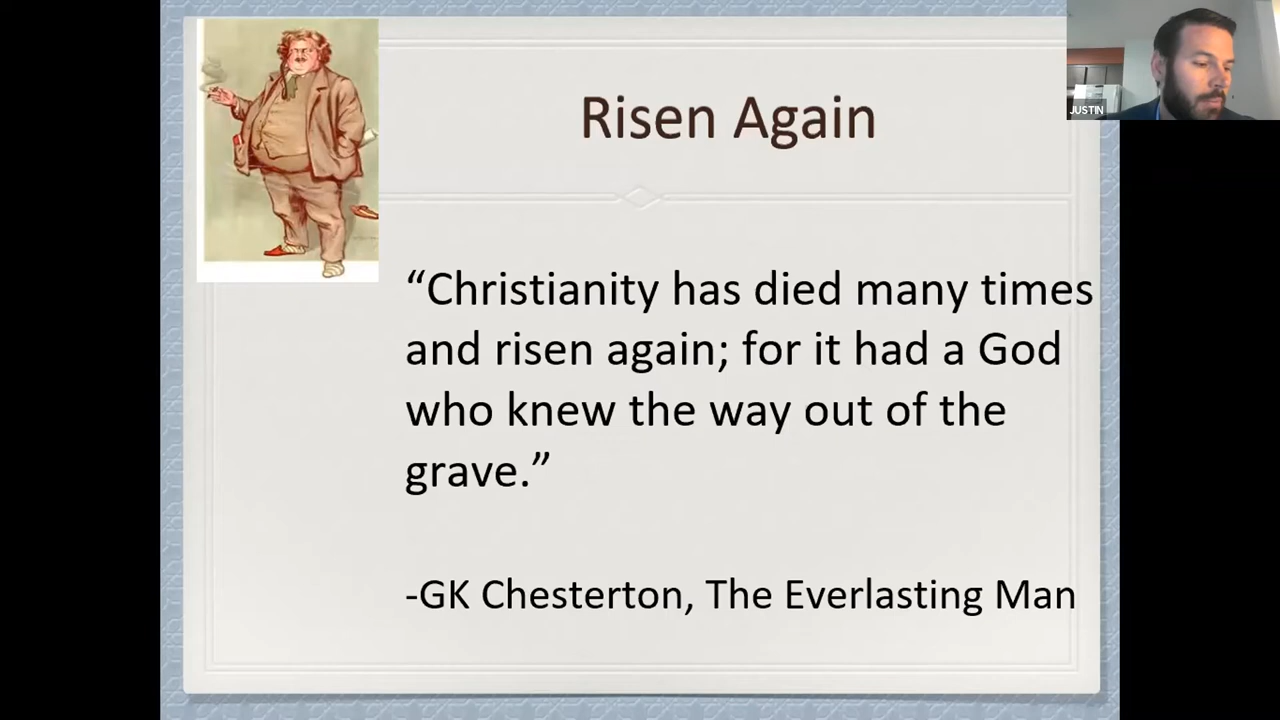 Risen Again
JUSTIN
“Christianity has died many times
and risen again; for it had a God
who knew the way out of the
grave.”
-GK Chesterton, The Everlasting Man